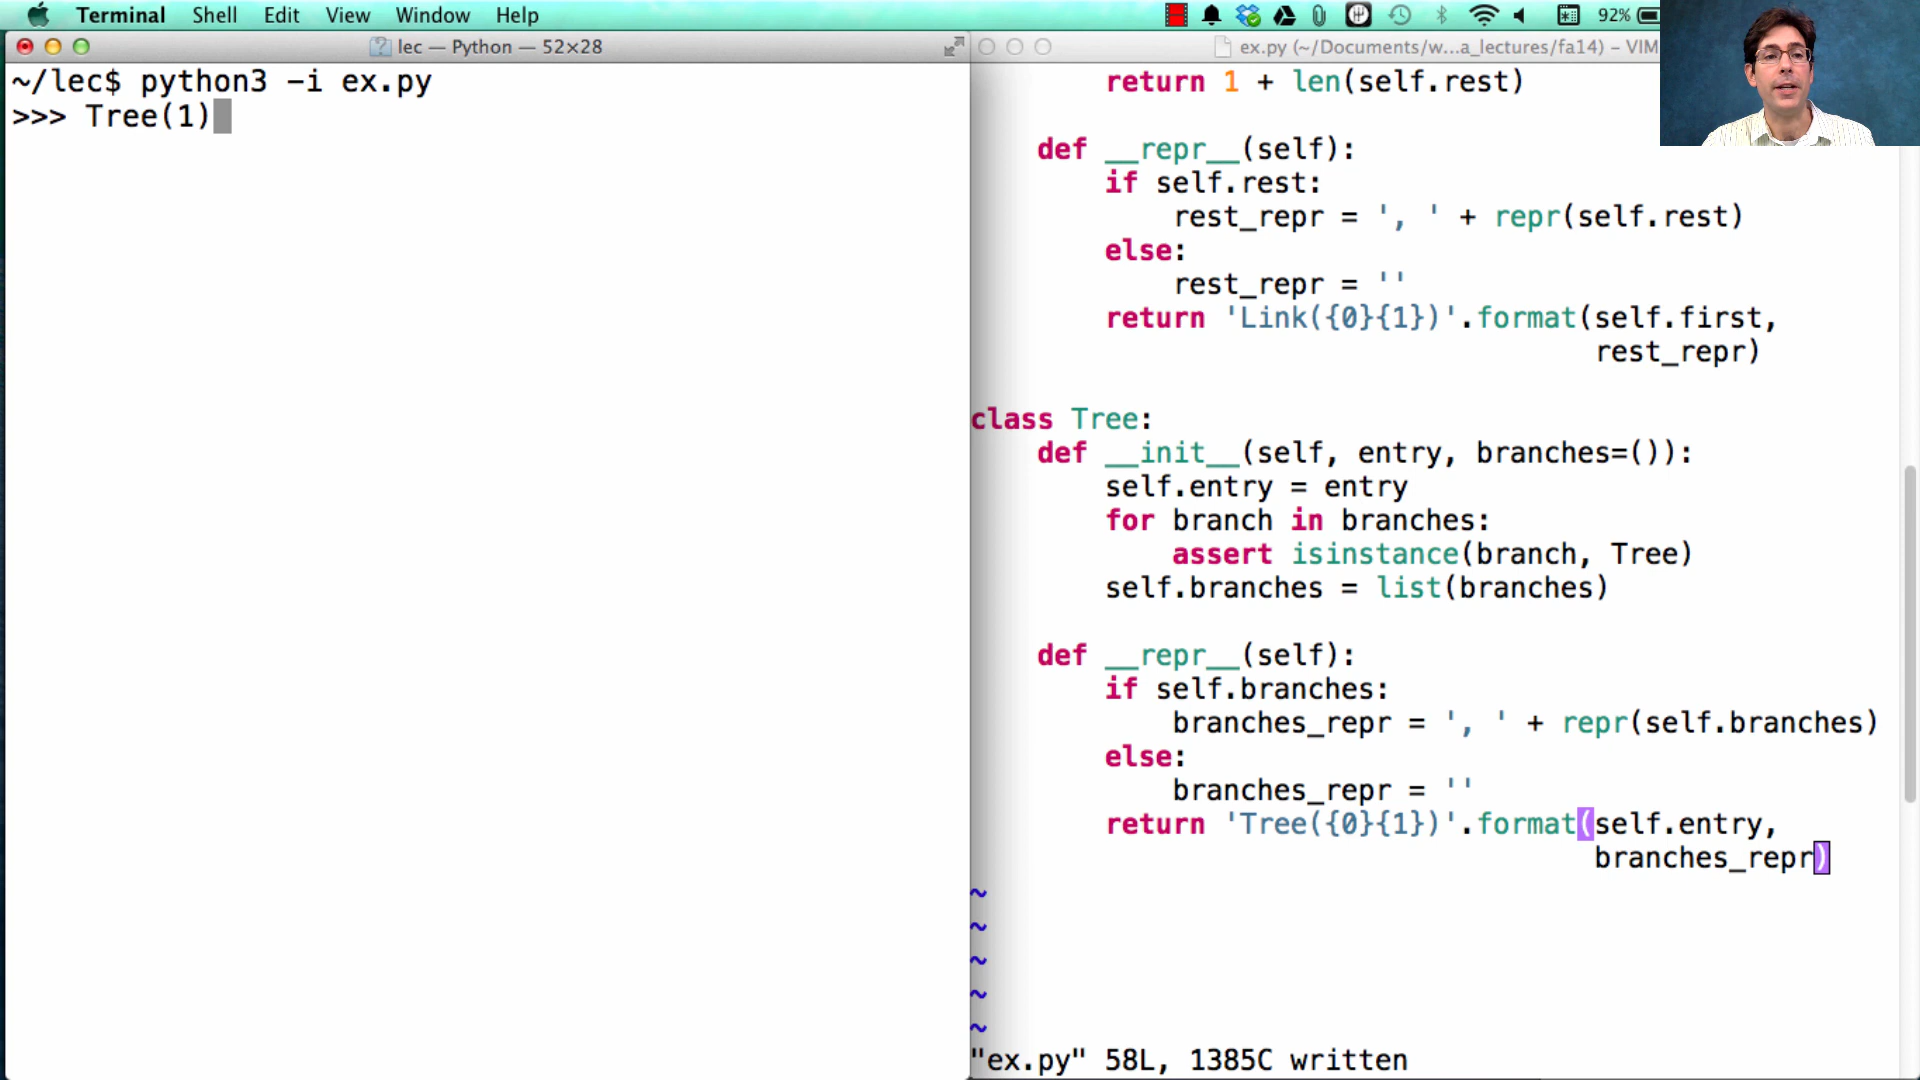 Terminal Shell Edit View Window Help 92%
lec — Python — 52×28
~/lec$ python3 -i ex.py
>>> Tree(1)
ex.py (~/Documents/w...a_lectures/fa14) – VIM
return 1 + len(self.rest)
def __repr__(self):
if self.rest:
rest_repr = ', ' + repr(self.rest)
else:
rest_repr = ''
return 'Link({0}{1})'.format(self.first,
rest_repr)
class Tree:
def __init__(self, entry, branches=()):
self.entry = entry
for branch in branches:
assert isinstance(branch, Tree)
self.branches = list(branches)
def __repr__(self):
if self.branches:
branches_repr = ', ' + repr(self.branches)
else:
branches_repr = ''
return 'Tree({0}{1})'.format(self.entry,
branches_repr)
~
~
~
~
~
"ex.py" 58L, 1385C written